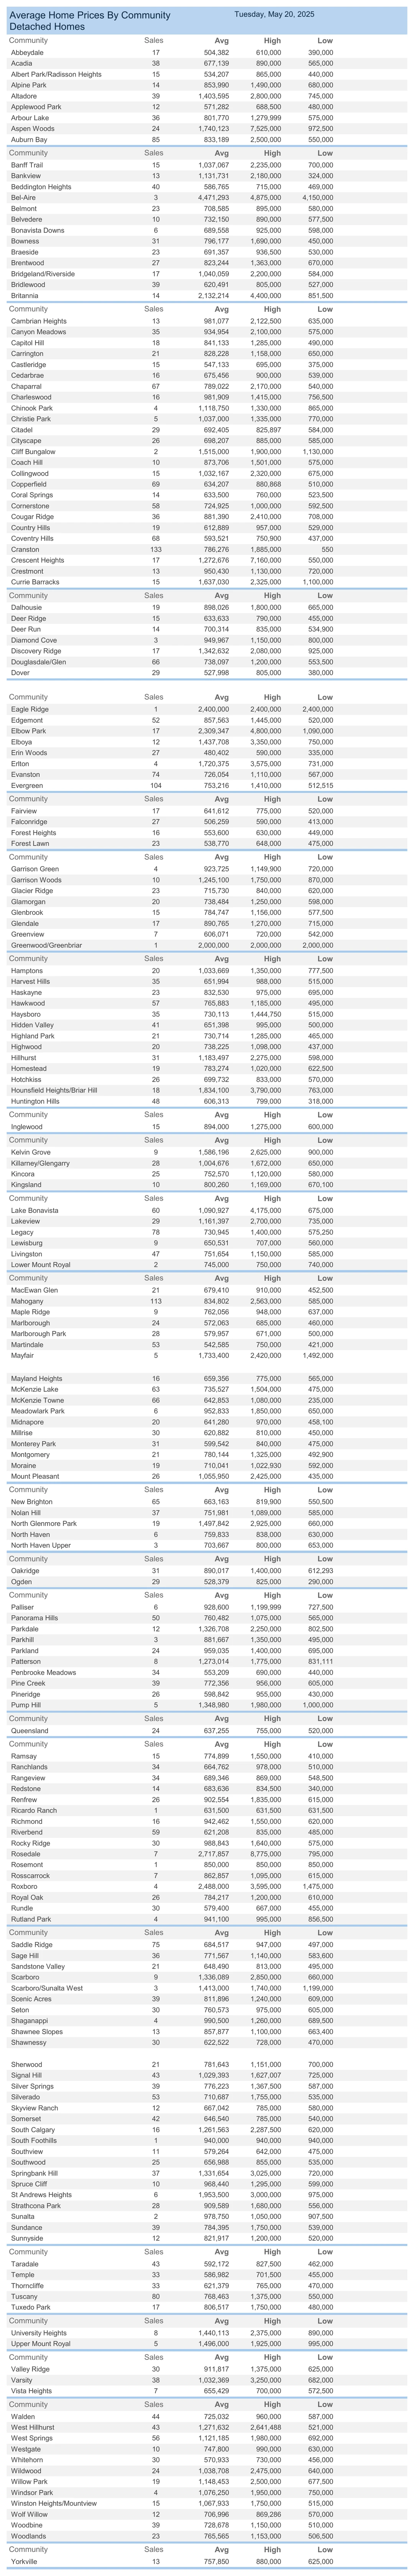 Average Home Prices By Community Tuesday, May 20, 2025
Detached Homes
Community Sales Avg High Low
Abbeydale 17 504,382 610,000 390,000
Acadia 38 677,139 890,000 565,000
Albert Park/Radisson Heights 15 534,207 865,000 440,000
Alpine Park 14 853,990 1,490,000 680,000
Altadore 39 1,403,595 2,800,000 745,000
Applewood Park 12 571,282 688,500 480,000
Arbour Lake 36 801,770 1,279,999 575,000
Aspen Woods 24 1,740,123 7,525,000 972,500
Auburn Bay 85 833,189 2,500,000 550,000
Community Sales Avg High Low
Banff Trail 15 1,037,067 2,235,000 700,000
Bankview 13 1,131,731 2,180,000 324,000
Beddington Heights 40 586,765 715,000 469,000
Bel-Aire 3 4,471,293 4,875,000 4,150,000
Belmont 23 708,585 895,000 580,000
Belvedere 10 732,150 890,000 577,500
Bonavista Downs 6 689,558 925,000 598,000
Bowness 31 796,177 1,690,000 450,000
Braeside 23 691,357 936,500 530,000
Brentwood 27 823,244 1,363,000 670,000
Bridgeland/Riverside 17 1,040,059 2,200,000 584,000
Bridlewood 39 620,491 805,000 527,000
Britannia 14 2,132,214 4,400,000 851,500
Community Sales Avg High Low
Cambrian Heights 13 981,077 2,122,500 635,000
Canyon Meadows 35 934,954 2,100,000 575,000
Capitol Hill 18 841,133 1,285,000 490,000
Carrington 21 828,228 1,158,000 650,000
Castleridge 15 547,133 695,000 375,000
Cedarbrae 16 675,456 900,000 539,000
Chaparral 67 789,022 2,170,000 540,000
Charleswood 16 981,909 1,415,000 756,500
Chinook Park 4 1,118,750 1,330,000 865,000
Christie Park 5 1,037,000 1,335,000 770,000
Citadel 29 692,405 825,897 584,000
Cityscape 26 698,207 885,000 585,000
Cliff Bungalow 2 1,515,000 1,900,000 1,130,000
Coach Hill 10 873,706 1,501,000 575,000
Collingwood 15 1,032,167 2,320,000 675,000
Copperfield 69 634,207 880,868 510,000
Coral Springs 14 633,500 760,000 523,500
Cornerstone 58 724,925 1,000,000 592,500
Cougar Ridge 36 881,390 2,410,000 708,000
Country Hills 19 612,889 957,000 529,000
Coventry Hills 68 593,521 750,900 437,000
Cranston 133 786,276 1,885,000 550
Crescent Heights 17 1,272,676 7,160,000 550,000
Crestmont 13 950,430 1,130,000 720,000
Currie Barracks 15 1,637,030 2,325,000 1,100,000
Community Sales Avg High Low
Dalhousie 19 898,026 1,800,000 665,000
Deer Ridge 15 633,633 790,000 455,000
Deer Run 14 700,314 835,000 534,900
Diamond Cove 3 949,967 1,150,000 800,000
Discovery Ridge 17 1,342,632 2,080,000 925,000
Douglasdale/Glen 66 738,097 1,200,000 553,500
Dover 29 527,998 805,000 380,000
Community Sales Avg High Low
Eagle Ridge 1 2,400,000 2,400,000 2,400,000
Edgemont 52 857,563 1,445,000 520,000
Elbow Park 17 2,309,347 4,800,000 1,090,000
Elboya 12 1,437,708 3,350,000 750,000
Erin Woods 27 480,402 590,000 335,000
Erlton 4 1,720,375 3,575,000 731,000
Evanston 74 726,054 1,110,000 567,000
Evergreen 104 753,216 1,410,000 512,515
Community Sales Avg High Low
Fairview 17 641,612 775,000 520,000
Falconridge 27 506,259 590,000 413,000
Forest Heights 16 553,600 630,000 449,000
Forest Lawn 23 538,770 648,000 475,000
Community Sales Avg High Low
Garrison Green 4 923,725 1,149,900 720,000
Garrison Woods 10 1,245,100 1,750,000 870,000
Glacier Ridge 23 715,730 840,000 620,000
Glamorgan 20 738,484 1,250,000 598,000
Glenbrook 15 784,747 1,156,000 577,500
Glendale 17 890,765 1,270,000 715,000
Greenview 7 606,071 720,000 542,000
Greenwood/Greenbriar 1 2,000,000 2,000,000 2,000,000
Community Sales Avg High Low
Hamptons 20 1,033,669 1,350,000 777,500
Harvest Hills 35 651,994 988,000 515,000
Haskayne 23 832,530 975,000 695,000
Hawkwood 57 765,883 1,185,000 495,000
Haysboro 35 730,113 1,444,750 515,000
Hidden Valley 41 651,398 995,000 500,000
Highland Park 21 730,714 1,285,000 465,000
Highwood 20 738,225 1,098,000 437,000
Hillhurst 31 1,183,497 2,275,000 598,000
Homestead 19 783,274 1,020,000 622,500
Hotchkiss 26 699,732 833,000 570,000
Hounsfield Heights/Briar Hill 18 1,834,100 3,790,000 763,000
Huntington Hills 48 606,313 799,000 318,000
Community Sales Avg High Low
Inglewood 15 894,000 1,275,000 600,000
Community Sales Avg High Low
Kelvin Grove 9 1,586,196 2,625,000 900,000
Killarney/Glengarry 28 1,004,676 1,672,000 650,000
Kincora 25 752,570 1,120,000 580,000
Kingsland 10 800,260 1,169,000 670,100
Community Sales Avg High Low
Lake Bonavista 60 1,090,927 4,175,000 675,000
Lakeview 29 1,161,397 2,700,000 735,000
Legacy 78 730,945 1,400,000 575,250
Lewisburg 9 650,531 707,000 560,000
Livingston 47 751,654 1,150,000 585,000
Lower Mount Royal 2 745,000 750,000 740,000
Community Sales Avg High Low
MacEwan Glen 21 679,410 910,000 452,500
Mahogany 113 834,802 2,563,000 585,000
Maple Ridge 9 762,056 948,000 637,000
Marlborough 24 572,063 685,000 460,000
Marlborough Park 28 579,957 671,000 500,000
Martindale 53 542,585 750,000 421,000
Mayfair 5 1,733,400 2,420,000 1,492,000
Mayland Heights 16 659,356 775,000 565,000
McKenzie Lake 63 735,527 1,504,000 475,000
McKenzie Towne 66 642,853 1,080,000 235,000
Meadowlark Park 6 952,833 1,850,000 650,000
Midnapore 20 641,280 970,000 458,100
Millrise 30 620,882 810,000 450,000
Monterey Park 31 599,542 840,000 475,000
Montgomery 21 780,144 1,325,000 492,900
Moraine 19 710,041 1,022,930 592,000
Mount Pleasant 26 1,055,950 2,425,000 435,000
Community Sales Avg High Low
New Brighton 65 663,163 819,900 550,500
Nolan Hill 37 751,981 1,089,000 585,000
North Glenmore Park 19 1,497,842 2,925,000 660,000
North Haven 6 759,833 838,000 630,000
North Haven Upper 3 703,667 800,000 653,000
Community Sales Avg High Low
Oakridge 31 890,017 1,400,000 612,293
Ogden 29 528,379 825,000 290,000
Community Sales Avg High Low
Palliser 6 928,600 1,199,999 727,500
Panorama Hills 50 760,482 1,075,000 565,000
Parkdale 12 1,326,708 2,250,000 802,500
Parkhill 3 881,667 1,350,000 495,000
Parkland 24 959,035 1,400,000 695,000
Patterson 8 1,273,014 1,775,000 831,111
Penbrooke Meadows 34 553,209 690,000 440,000
Pine Creek 39 772,356 956,000 605,000
Pineridge 26 598,842 955,000 430,000
Pump Hill 5 1,348,980 1,980,000 1,000,000
Community Sales Avg High Low
Queensland 24 637,255 755,000 520,000
Community Sales Avg High Low
Ramsay 15 774,899 1,550,000 410,000
Ranchlands 34 664,762 978,000 510,000
Rangeview 34 689,346 869,000 548,500
Redstone 14 683,636 834,500 340,000
Renfrew 26 902,554 1,835,000 615,000
Ricardo Ranch 1 631,500 631,500 631,500
Richmond 16 942,462 1,550,000 620,000
Riverbend 59 621,208 835,000 485,000
Rocky Ridge 30 988,843 1,640,000 575,000
Rosedale 7 2,717,857 8,775,000 795,000
Rosemont 1 850,000 850,000 850,000
Rosscarrock 7 862,857 1,095,000 615,000
Roxboro 4 2,488,000 3,595,000 1,475,000
Royal Oak 26 784,217 1,200,000 610,000
Rundle 30 579,400 667,000 455,000
Rutland Park 4 941,100 995,000 856,500
Community Sales Avg High Low
Saddle Ridge 75 684,517 947,000 497,000
Sage Hill 36 771,567 1,140,000 583,600
Sandstone Valley 21 648,490 813,000 495,000
Scarboro 9 1,336,089 2,850,000 660,000
Scarboro/Sunalta West 3 1,413,000 1,740,000 1,199,000
Scenic Acres 39 811,896 1,240,000 609,000
Seton 30 760,573 975,000 605,000
Shaganappi 4 990,500 1,260,000 689,500
Shawnee Slopes 13 857,877 1,100,000 663,400
Shawnessy 30 622,522 728,000 470,000
Sherwood 21 781,643 1,151,000 700,000
Signal Hill 43 1,029,393 1,627,007 725,000
Silver Springs 39 776,223 1,367,500 587,000
Silverado 53 710,687 1,755,000 535,000
Skyview Ranch 12 667,042 785,000 580,000
Somerset 42 646,540 785,000 540,000
South Calgary 16 1,261,563 2,287,500 620,000
South Foothills 1 940,000 940,000 940,000
Southview 11 579,264 642,000 475,000
Southwood 25 656,988 855,000 535,000
Springbank Hill 37 1,331,654 3,025,000 720,000
Spruce Cliff 10 968,440 1,295,000 599,000
St Andrews Heights 6 1,953,500 3,000,000 975,000
Strathcona Park 28 909,589 1,680,000 556,000
Sunalta 2 978,750 1,050,000 907,500
Sundance 39 784,395 1,750,000 539,000
Sunnyside 12 821,917 1,200,000 520,000
Community Sales Avg High Low
Taradale 43 592,172 827,500 462,000
Temple 33 586,982 701,500 455,000
Thorncliffe 33 621,379 765,000 470,000
Tuscany 80 768,463 1,375,000 550,000
Tuxedo Park 17 806,517 1,750,000 480,000
Community Sales Avg High Low
University Heights 8 1,440,113 2,375,000 890,000
Upper Mount Royal 5 1,496,000 1,925,000 995,000
Community Sales Avg High Low
Valley Ridge 30 911,817 1,375,000 625,000
Varsity 38 1,032,369 3,250,000 682,000
Vista Heights 7 655,429 700,000 572,500
Community Sales Avg High Low
Walden 44 725,032 960,000 587,000
West Hillhurst 43 1,271,632 2,641,488 521,000
West Springs 56 1,121,185 1,980,000 692,000
Westgate 10 747,800 990,000 630,000
Whitehorn 30 570,933 730,000 456,000
Wildwood 24 1,038,708 2,475,000 640,000
Willow Park 19 1,148,453 2,500,000 677,500
Windsor Park 4 1,076,250 1,950,000 750,000
Winston Heights/Mountview 15 1,067,933 1,750,000 515,000
Wolf Willow 12 706,996 869,286 570,000
Woodbine 39 728,678 1,150,000 510,000
Woodlands 23 765,565 1,153,000 506,500
Community Sales Avg High Low
Yorkville 13 757,850 880,000 625,000